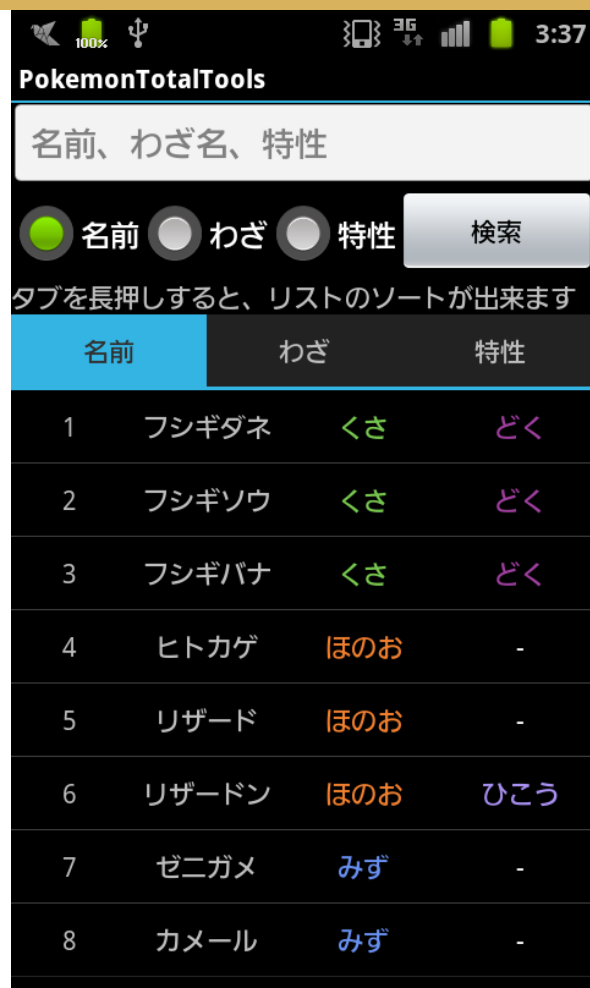 100% 3G 3:37
PokemonTotalTools
名前、わざ名、特性
名前 わざ 特性 検索
タブを長押しすると、リストのソートが出来ます
名前 わざ 特性
1 フシギダネ くさ どく
2 フシギソウ くさ どく
3 フシギバナ くさ どく
4 ヒトカゲ ほのお -
5 リザード ほのお -
6 リザードン ほのお ひこう
7 ゼニガメ みず -
8 カメール みず -